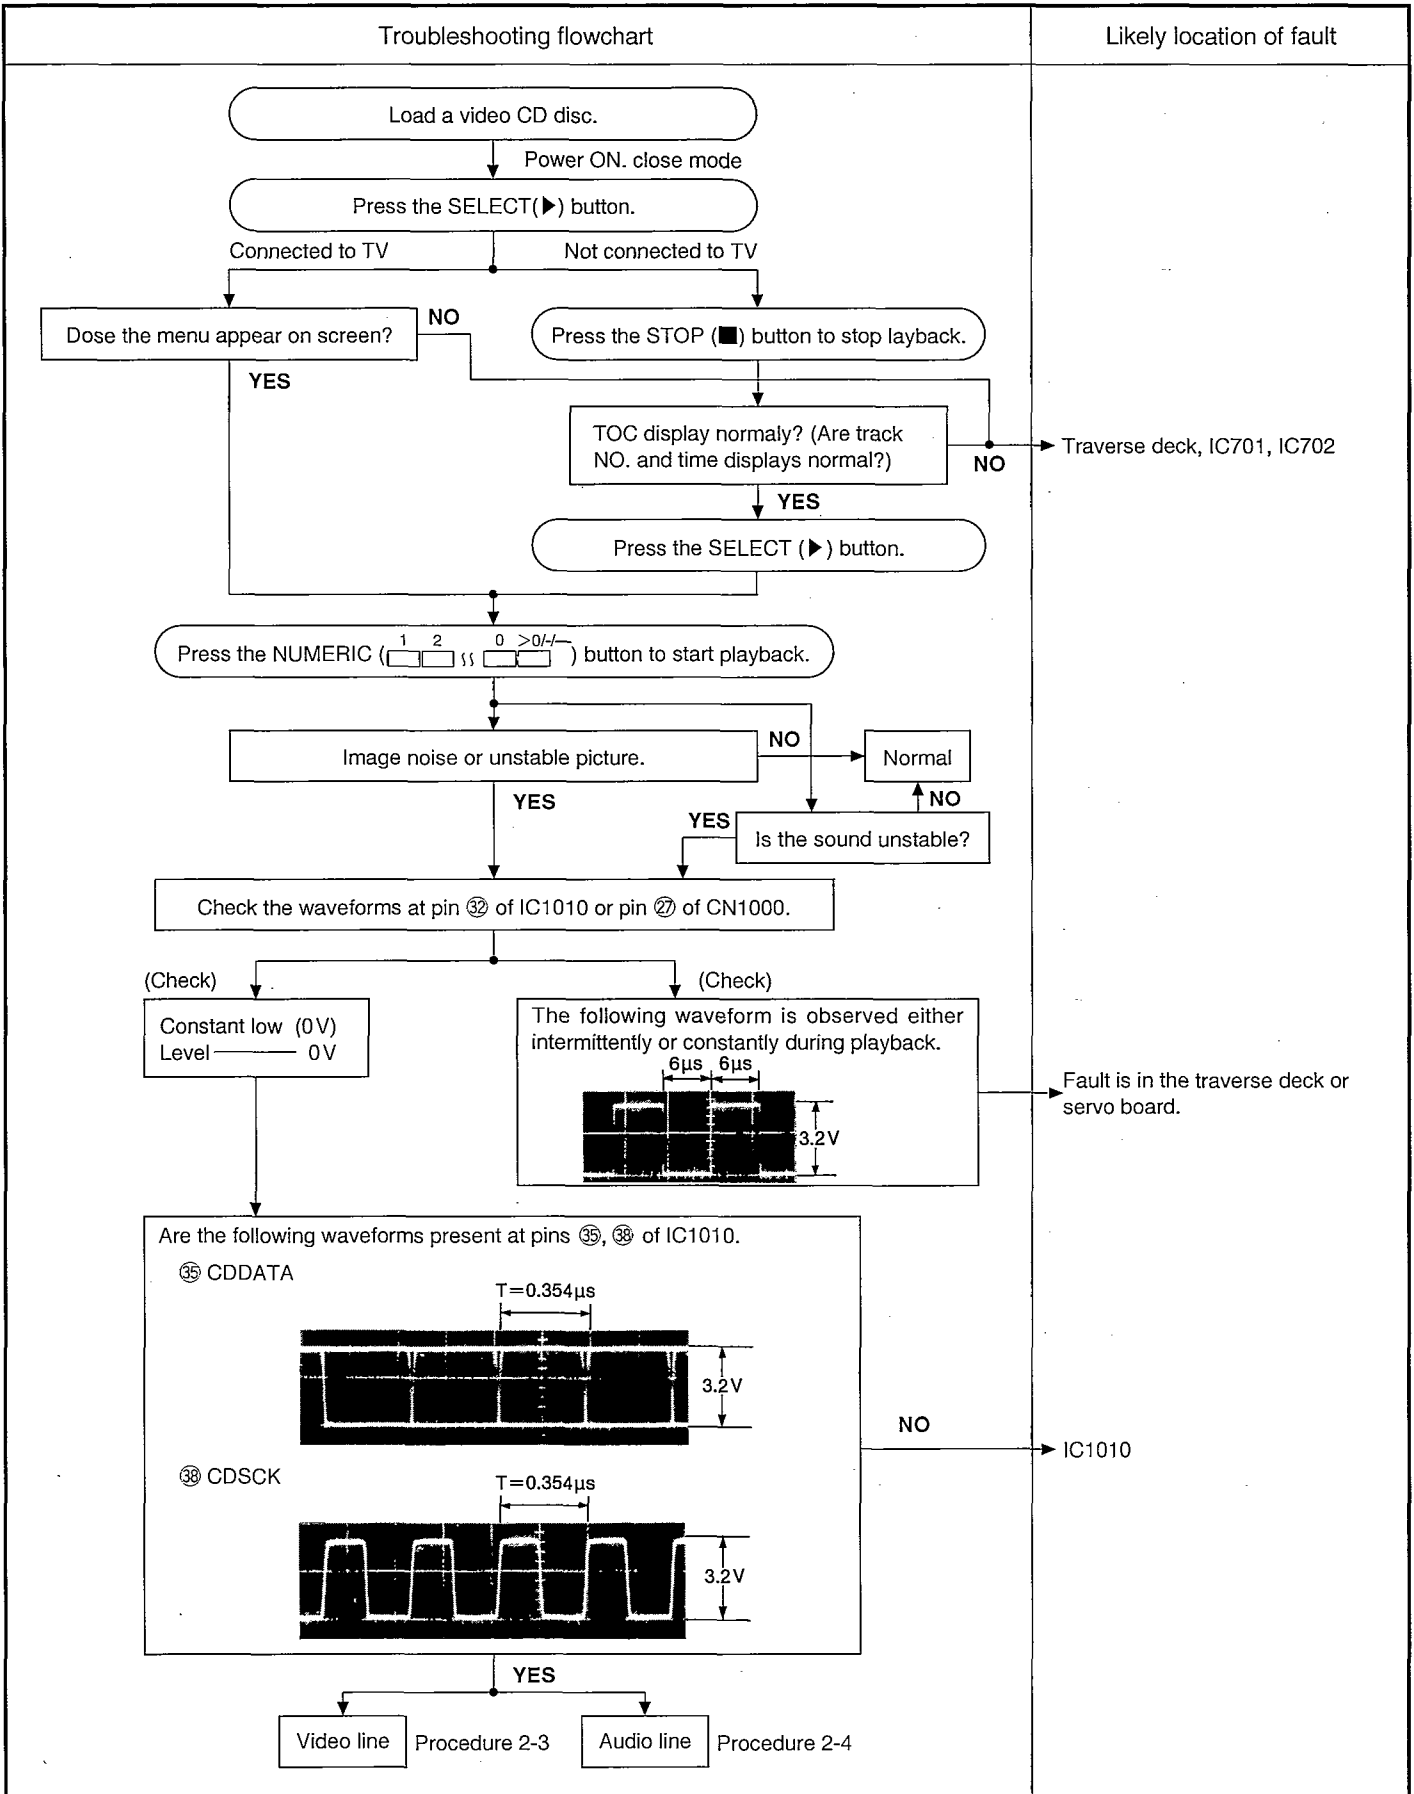 Troubleshooting flowchart
Likely location of fault
Load a video CD disc.
Power ON. close mode
Press the SELECT(▶) button.
Connected to TV
Not connected to TV
Dose the menu appear on screen?
NO
YES
Press the STOP (■) button to stop layback.
TOC display normaly? (Are track
NO. and time displays normal?)
NO
Traverse deck, IC701, IC702
YES
Press the SELECT (▶) button.
1 2 0 >0/-/—
Press the NUMERIC ( ) button to start playback.
Image noise or unstable picture.
NO
Normal
YES
NO
YES
Is the sound unstable?
Check the waveforms at pin ㉜ of IC1010 or pin ㉗ of CN1000.
(Check)
(Check)
Constant low (0V)
Level ——— 0V
The following waveform is observed either
intermittently or constantly during playback.
6μs 6μs
3.2V
Fault is in the traverse deck or
servo board.
Are the following waveforms present at pins ㉟, ㊳ of IC1010.
㉟ CDDATA
T=0.354μs
3.2V
NO
IC1010
㊳ CDSCK
T=0.354μs
3.2V
YES
Video line
Procedure 2-3
Audio line
Procedure 2-4